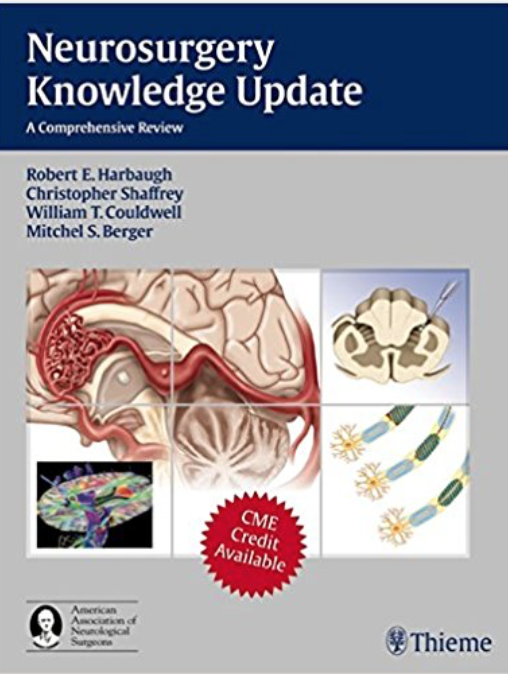 Neurosurgery
Knowledge Update
A Comprehensive Review
Robert E. Harbaugh
Christopher Shaffrey
William T. Couldwell
Mitchel S. Berger
CME
Credit
Available
American
Association of
Neurological
Surgeons
Thieme